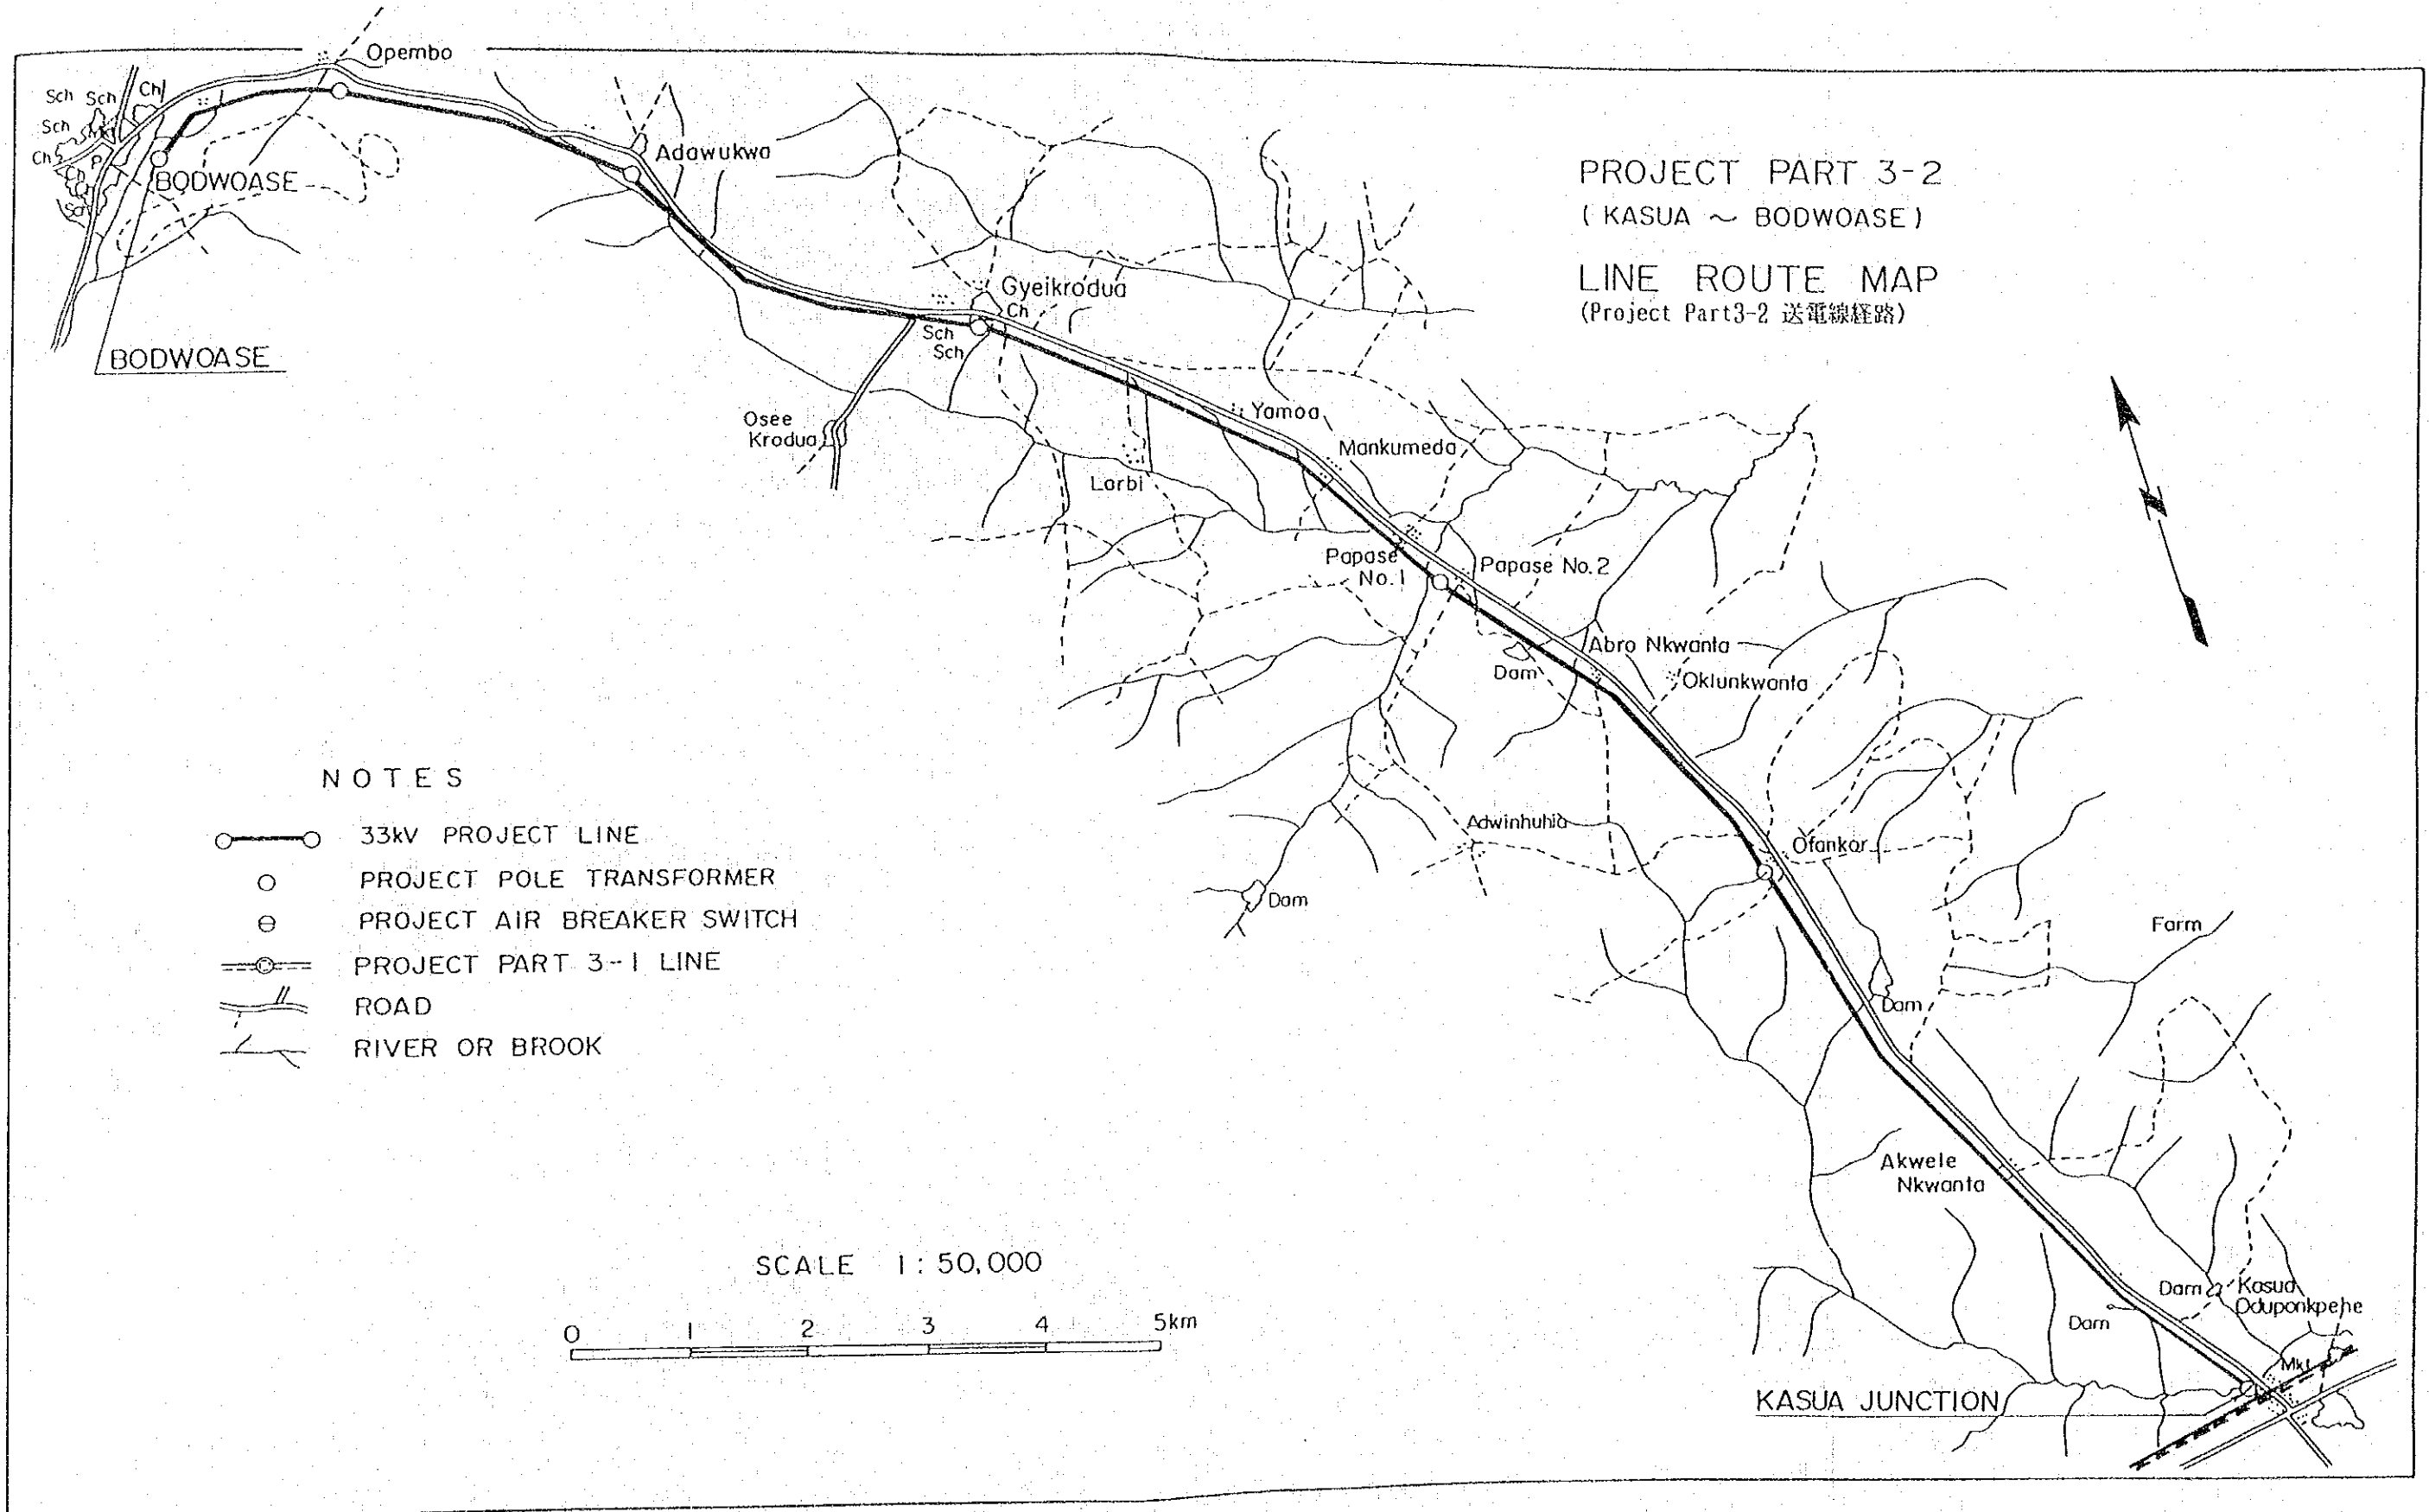 Opembo
Sch Sch Ch
Sch
Mkt
Ch
P
Ch
BODWOASE
BODWOASE
Adawukwa
Gyeikrodua
Ch
Sch
Sch
Osee
Krodua
Larbi
Yamoa
Mankumeda
Papase
No.1
Papase No.2
Abro Nkwanta
Oklunkwanta
Dam
Adwinhuhia
Dam
Ofankor
Dam
Farm
Akwele
Nkwanta
Dam
Kasua
Oduponkpehe
Dam
Mkt
KASUA JUNCTION
PROJECT PART 3-2
( KASUA ~ BODWOASE )
LINE ROUTE MAP
(Project Part3-2 送電線経路)
N
NOTES
33kV PROJECT LINE
PROJECT POLE TRANSFORMER
PROJECT AIR BREAKER SWITCH
PROJECT PART 3-1 LINE
ROAD
RIVER OR BROOK
SCALE 1:50,000
0 1 2 3 4 5km